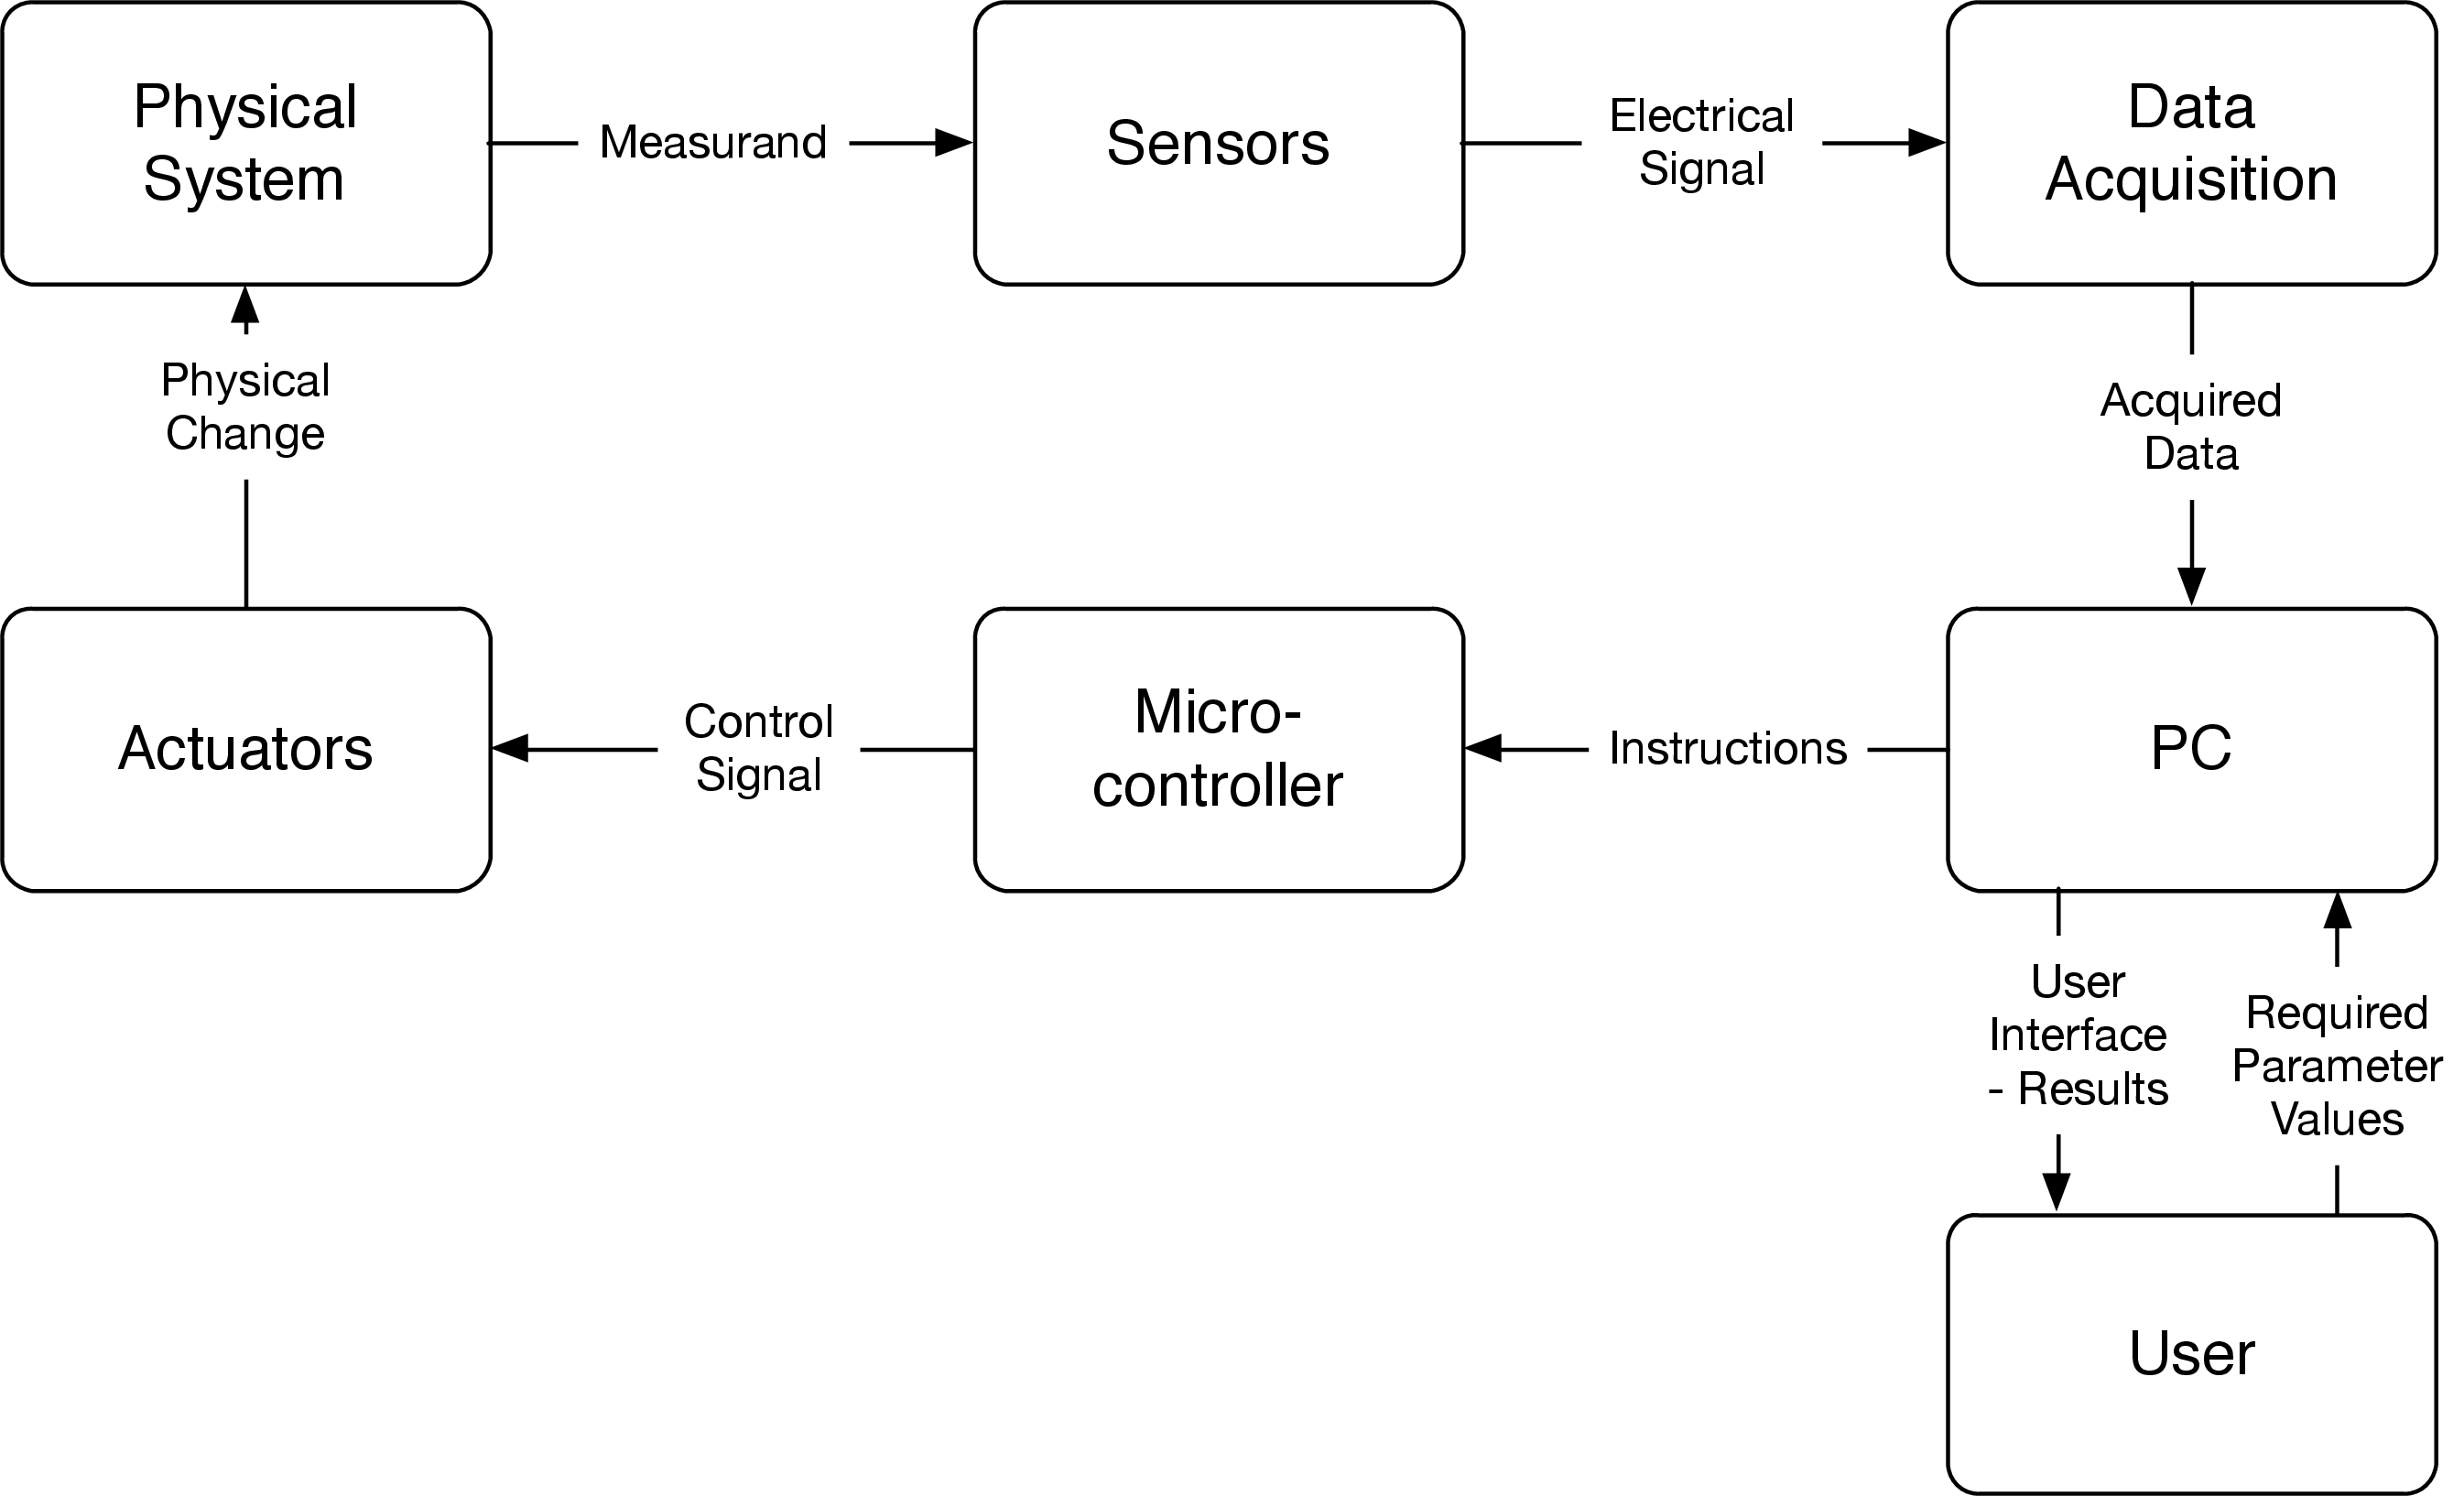 Physical
System
Measurand
Sensors
Electrical
Signal
Data
Acquisition
Physical
Change
Acquired
Data
Actuators
Control
Signal
Micro-
controller
Instructions
PC
User
Interface
- Results
Required
Parameter
Values
User